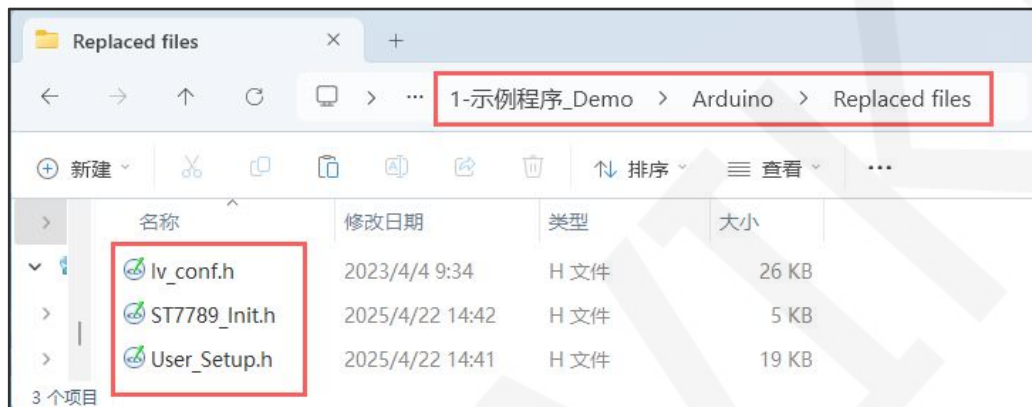 Replaced files
1-示例程序_Demo > Arduino > Replaced files
新建 排序 查看
名称 修改日期 类型 大小
lv_conf.h 2023/4/4 9:34 H 文件 26 KB
ST7789_Init.h 2025/4/22 14:42 H 文件 5 KB
User_Setup.h 2025/4/22 14:41 H 文件 19 KB
3 个项目